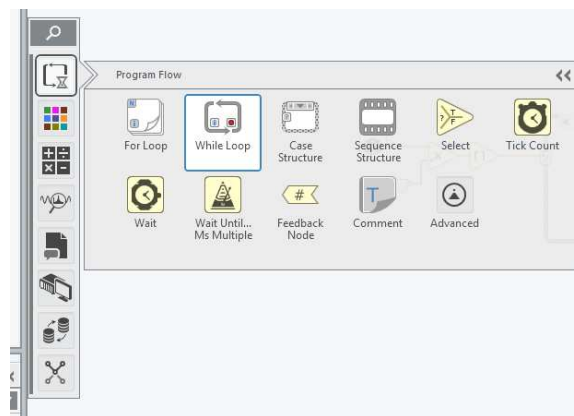 Program Flow
For Loop
While Loop
Case
Structure
Sequence
Structure
Select
Tick Count
Wait
Wait Until...
Ms Multiple
Feedback
Node
Comment
Advanced